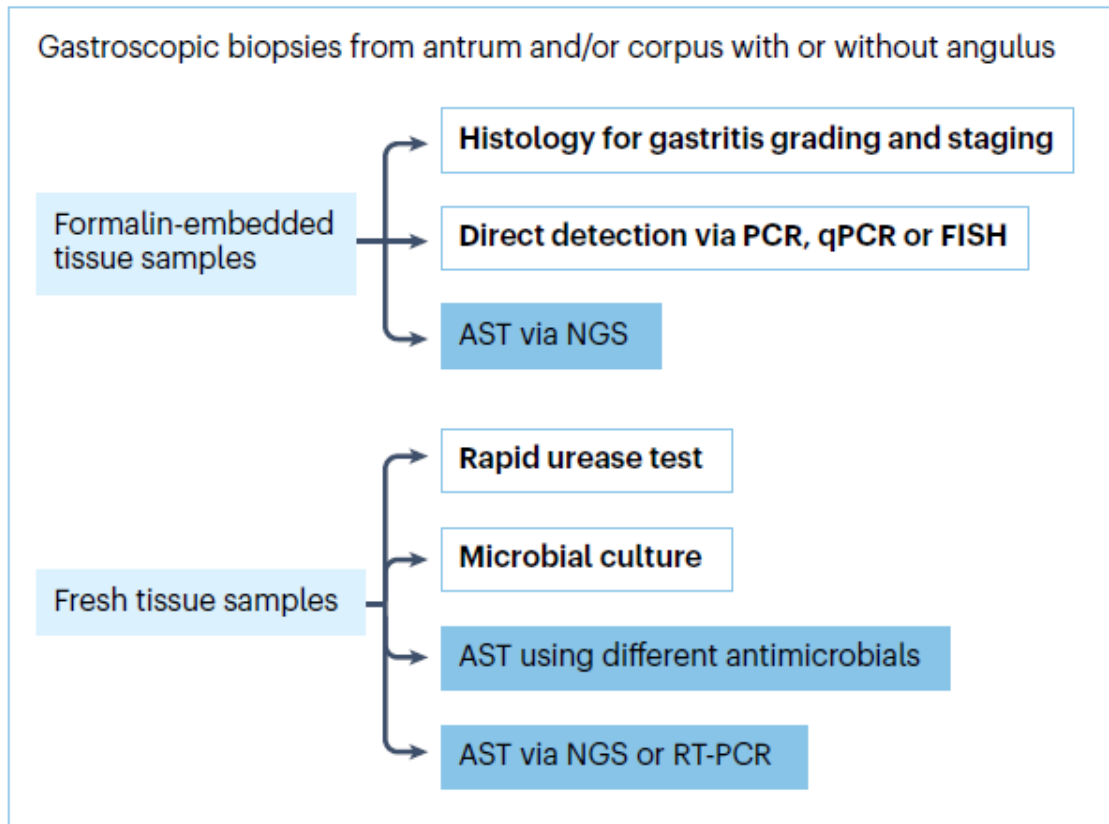 Gastroscopic biopsies from antrum and/or corpus with or without angulus
Histology for gastritis grading and staging
Formalin-embedded
tissue samples
Direct detection via PCR, qPCR or FISH
AST via NGS
Rapid urease test
Microbial culture
Fresh tissue samples
AST using different antimicrobials
AST via NGS or RT-PCR